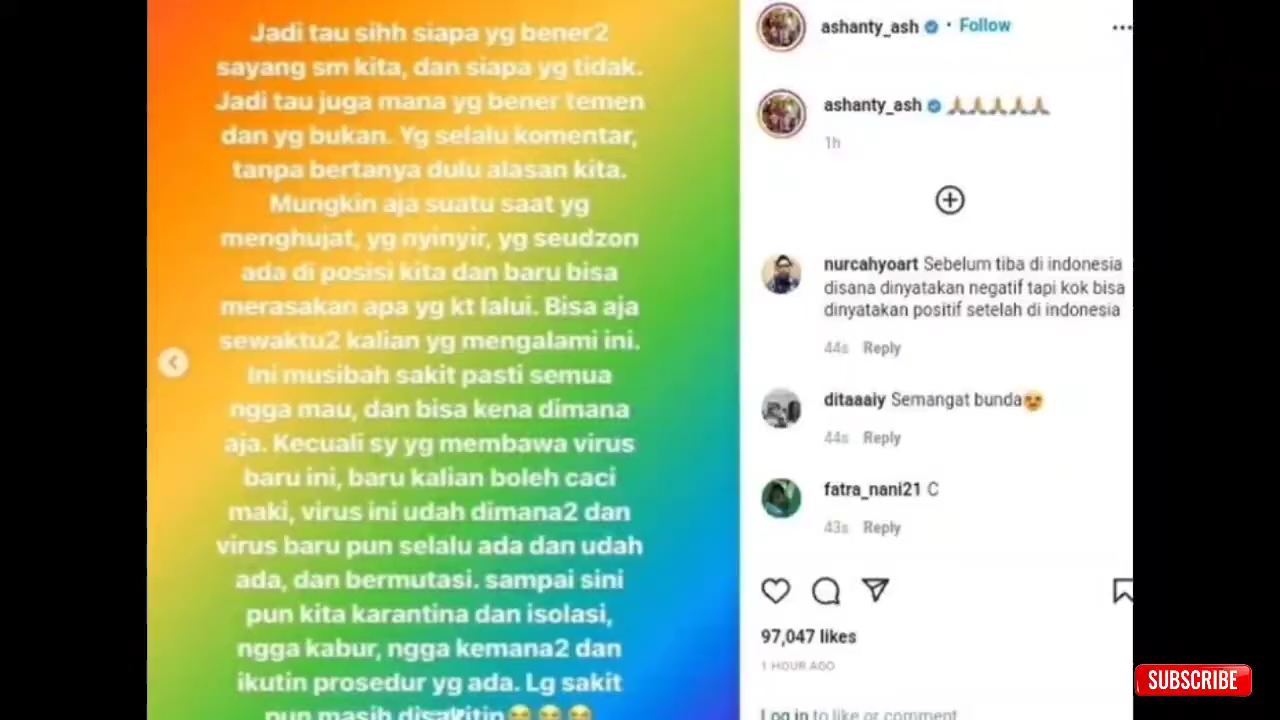 Jadi tau sihh siapa yg bener2
sayang sm kita, dan siapa yg tidak.
Jadi tau juga mana yg bener temen
dan yg bukan. Yg selalu komentar,
tanpa bertanya dulu alasan kita.
Mungkin aja suatu saat yg
menghujat, yg nyinyir, yg seudzon
ada di posisi kita dan baru bisa
merasakan apa yg kt lalui. Bisa aja
sewaktu2 kalian yg mengalami ini.
Ini musibah sakit pasti semua
ngga mau, dan bisa kena dimana
aja. Kecuali sy yg membawa virus
baru ini, baru kalian boleh caci
maki, virus ini udah dimana2 dan
virus baru pun selalu ada dan udah
ada, dan bermutasi. sampai sini
pun kita karantina dan isolasi,
ngga kabur, ngga kemana2 dan
ikutin prosedur yg ada. Lg sakit
pun masih disakitin😭😭😭
ashanty_ash • Follow
ashanty_ash 🙏🏽🙏🏽🙏🏽🙏🏽🙏🏽
1h
nurcahyoart Sebelum tiba di indonesia
disana dinyatakan negatif tapi kok bisa
dinyatakan positif setelah di indonesia
44s Reply
ditaaaiy Semangat bunda😍
44s Reply
fatra_nani21 C
43s Reply
97,047 likes
1 HOUR AGO
Log in to like or comment
SUBSCRIBE